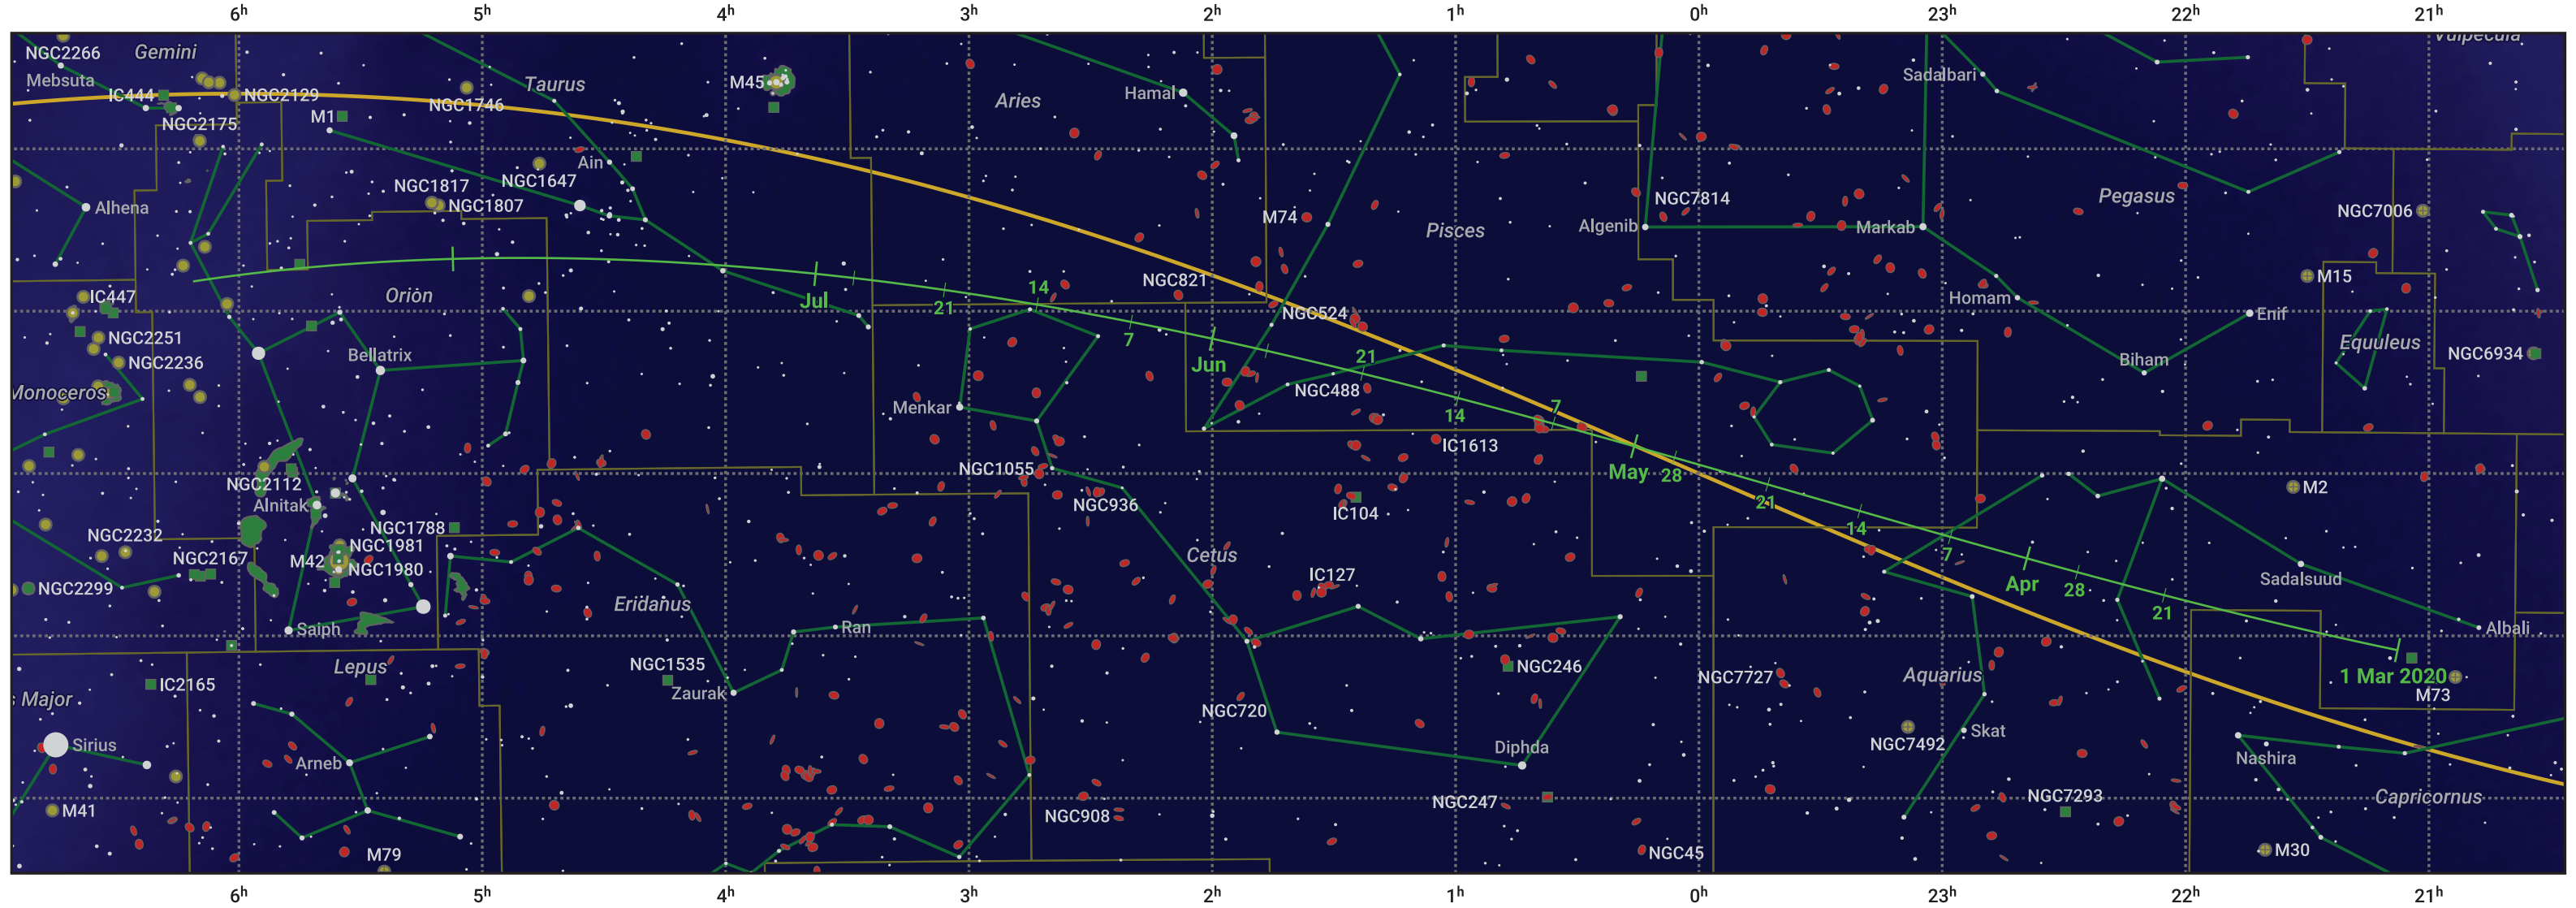 6h 5h 4h 3h 2h 1h 0h 23h 22h 21h
Vulpecula
NGC2266
Gemini
Mebsuta
IC444
NGC2129
NGC2175
M1
NGC1746
Taurus
M45
Aries
Hamal
Sadalbari
Ain
NGC1647
NGC1817
NGC1807
Alhena
M74
Pisces
Algenib
NGC7814
Markab
Pegasus
NGC7006
M15
Orion
IC447
Jul
21
14
NGC821
NGC524
Homam
Enif
NGC2251
NGC2236
Bellatrix
7
Jun
21
Biham
Equuleus
NGC6934
Monoceros
Menkar
NGC488
14
7
IC1613
NGC2112
Alnitak
NGC1055
NGC936
IC104
May
28
21
M2
NGC2232
NGC1788
NGC1981
M42
NGC1980
NGC2167
NGC2299
14
7
Cetus
IC127
Apr
28
21
Sadalsuud
Eridanus
Ran
Saiph
Albali
Lepus
IC2165
NGC1535
Zaurak
NGC246
NGC7727
Aquarius
1 Mar 2020
M73
s Major
NGC720
Sirius
Arneb
Diphda
NGC7492
Skat
Nashira
M41
NGC908
NGC247
NGC7293
Capricornus
M79
NGC45
M30
6h 5h 4h 3h 2h 1h 0h 23h 22h 21h